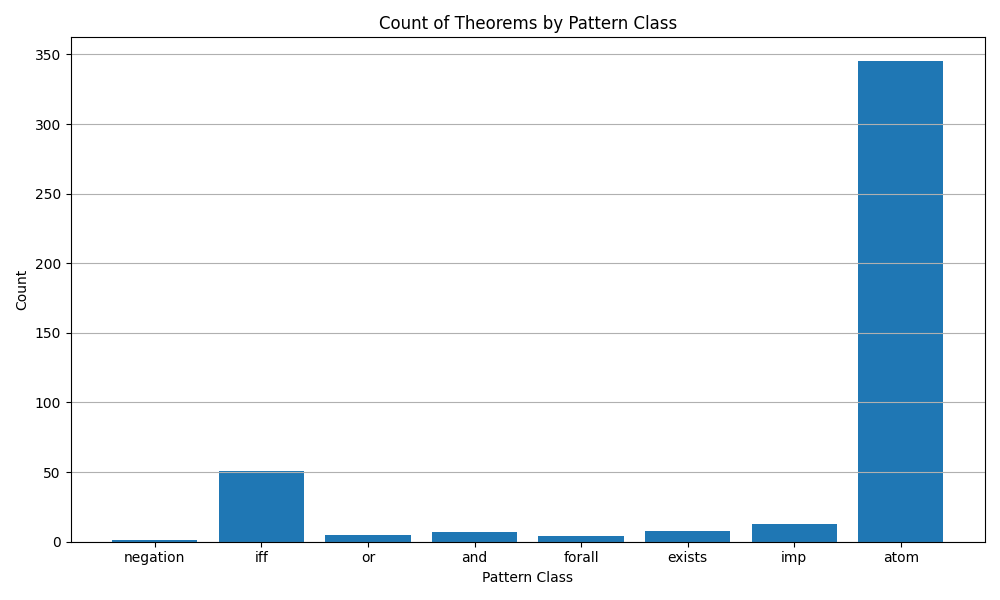 Count of Theorems by Pattern Class
350
300
250
200
150
100
50
0
Count
negation iff or and forall exists imp atom
Pattern Class